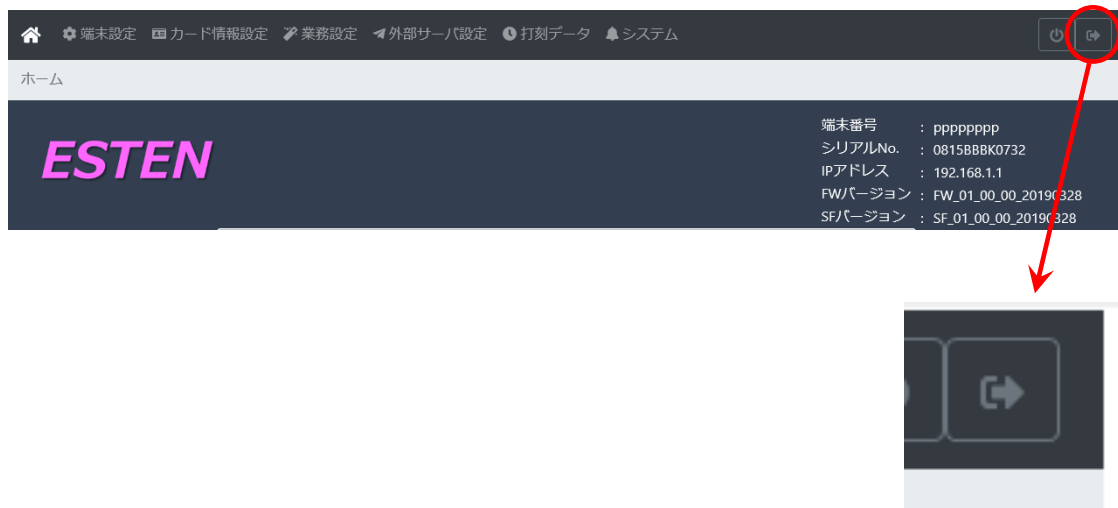 端末設定 カード情報設定 業務設定 外部サーバ設定 打刻データ システム
ホーム
ESTEN
端末番号 : pppppppp
シリアルNo. : 0815BBBK0732
IPアドレス : 192.168.1.1
FWバージョン : FW_01_00_00_20190328
SFバージョン : SF_01_00_00_20190328